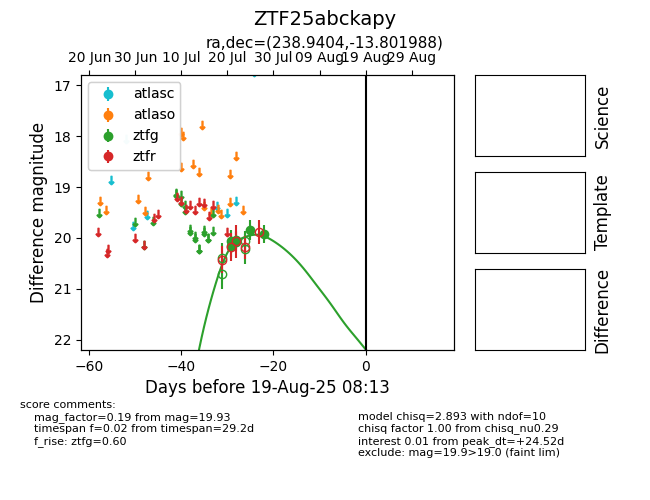 ZTF25abckapy
ra,dec=(238.9404,-13.801988)
20 Jun 30 Jun 10 Jul 20 Jul 30 Jul 09 Aug 19 Aug 29 Aug
17
18
19
20
21
22
Difference magnitude
atlasc
atlaso
ztfg
ztfr
−60 −40 −20 0
Days before 19-Aug-25 08:13
Science
Template
Difference
score comments:
mag_factor=0.19 from mag=19.93
timespan f=0.02 from timespan=29.2d
f_rise: ztfg=0.60
model chisq=2.893 with ndof=10
chisq factor 1.00 from chisq_nu0.29
interest 0.01 from peak_dt=+24.52d
exclude: mag=19.9>19.0 (faint lim)